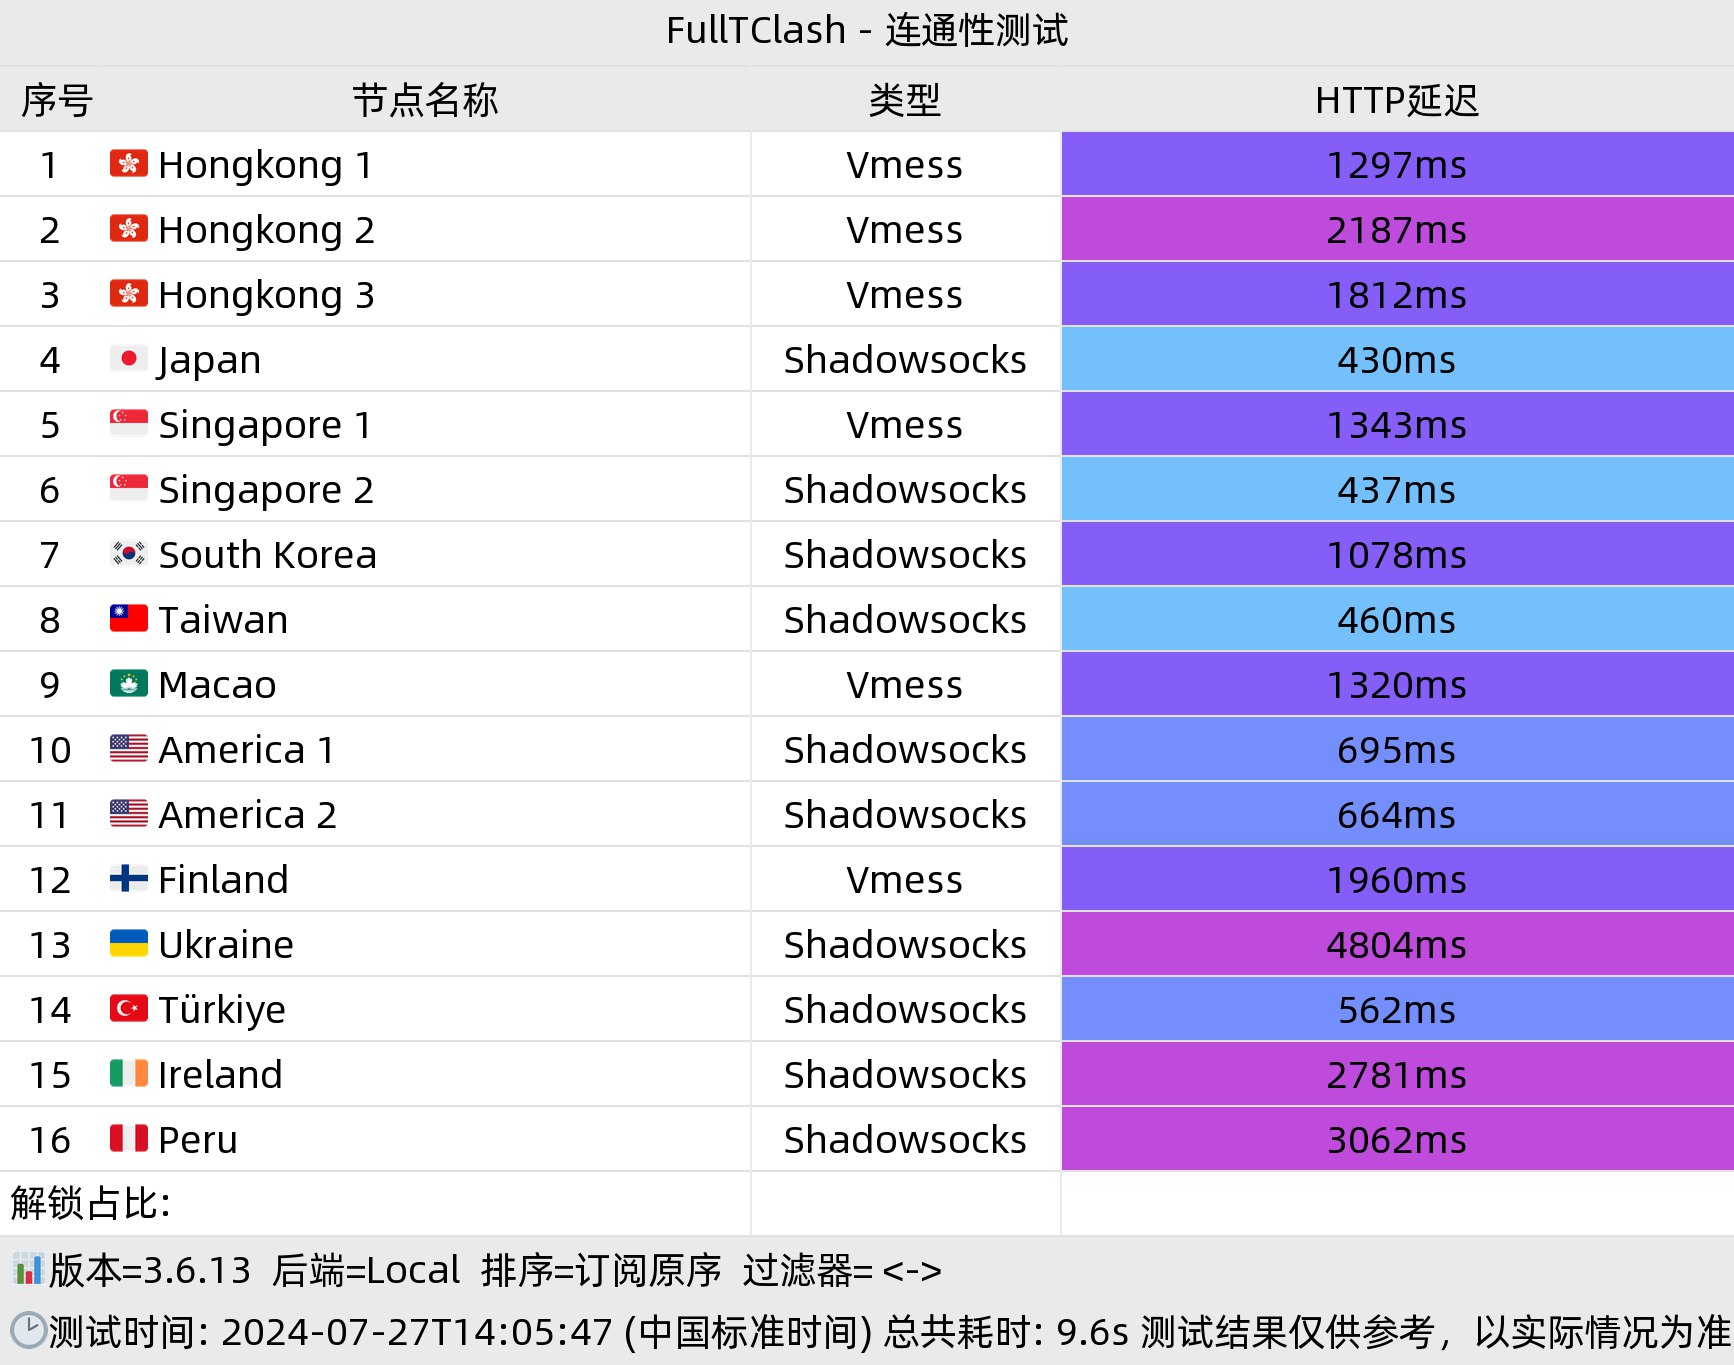 FullTClash - 连通性测试
序号 节点名称 类型 HTTP延迟
1 Hongkong 1 Vmess 1297ms
2 Hongkong 2 Vmess 2187ms
3 Hongkong 3 Vmess 1812ms
4 Japan Shadowsocks 430ms
5 Singapore 1 Vmess 1343ms
6 Singapore 2 Shadowsocks 437ms
7 South Korea Shadowsocks 1078ms
8 Taiwan Shadowsocks 460ms
9 Macao Vmess 1320ms
10 America 1 Shadowsocks 695ms
11 America 2 Shadowsocks 664ms
12 Finland Vmess 1960ms
13 Ukraine Shadowsocks 4804ms
14 Türkiye Shadowsocks 562ms
15 Ireland Shadowsocks 2781ms
16 Peru Shadowsocks 3062ms
解锁占比:
版本=3.6.13 后端=Local 排序=订阅原序 过滤器= <->
测试时间: 2024-07-27T14:05:47 (中国标准时间) 总共耗时: 9.6s 测试结果仅供参考，以实际情况为准